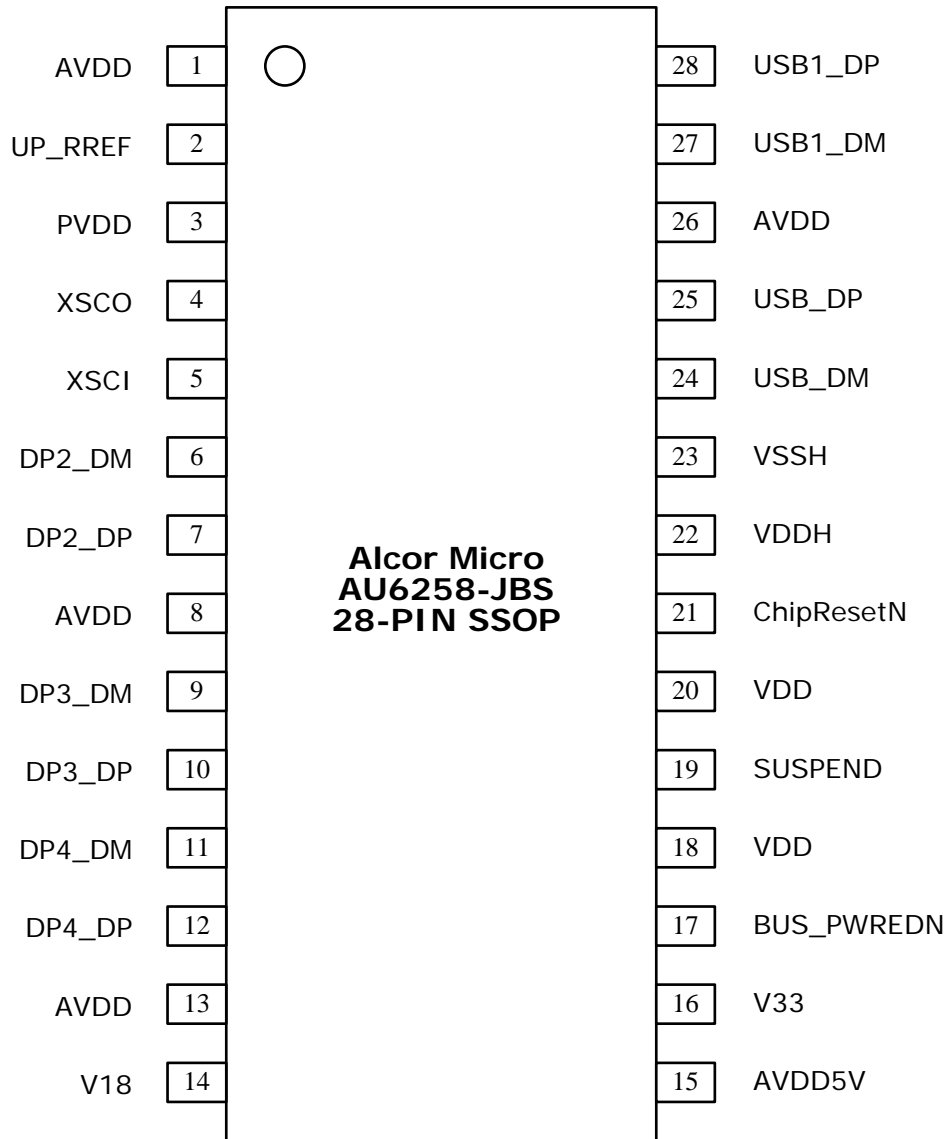 AVDD 1 28 USB1_DP
UP_RREF 2 27 USB1_DM
PVDD 3 26 AVDD
XSCO 4 25 USB_DP
XSCI 5 24 USB_DM
DP2_DM 6 23 VSSH
DP2_DP 7 22 VDDH
Alcor Micro
AU6258-JBS
28-PIN SSOP
AVDD 8 21 ChipResetN
DP3_DM 9 20 VDD
DP3_DP 10 19 SUSPEND
DP4_DM 11 18 VDD
DP4_DP 12 17 BUS_PWREDN
AVDD 13 16 V33
V18 14 15 AVDD5V